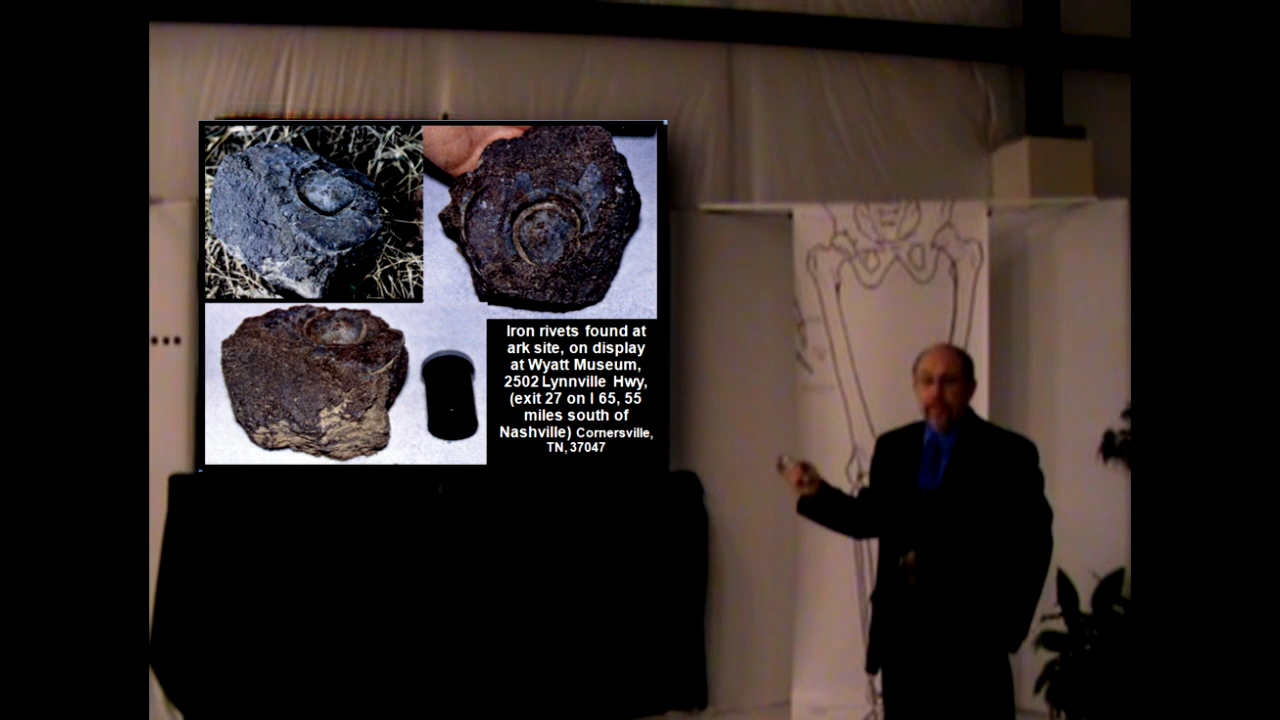 Iron rivets found at
ark site, on display
at Wyatt Museum,
2502 Lynnville Hwy,
(exit 27 on I 65, 55
miles south of
Nashville) Cornersville,
TN, 37047